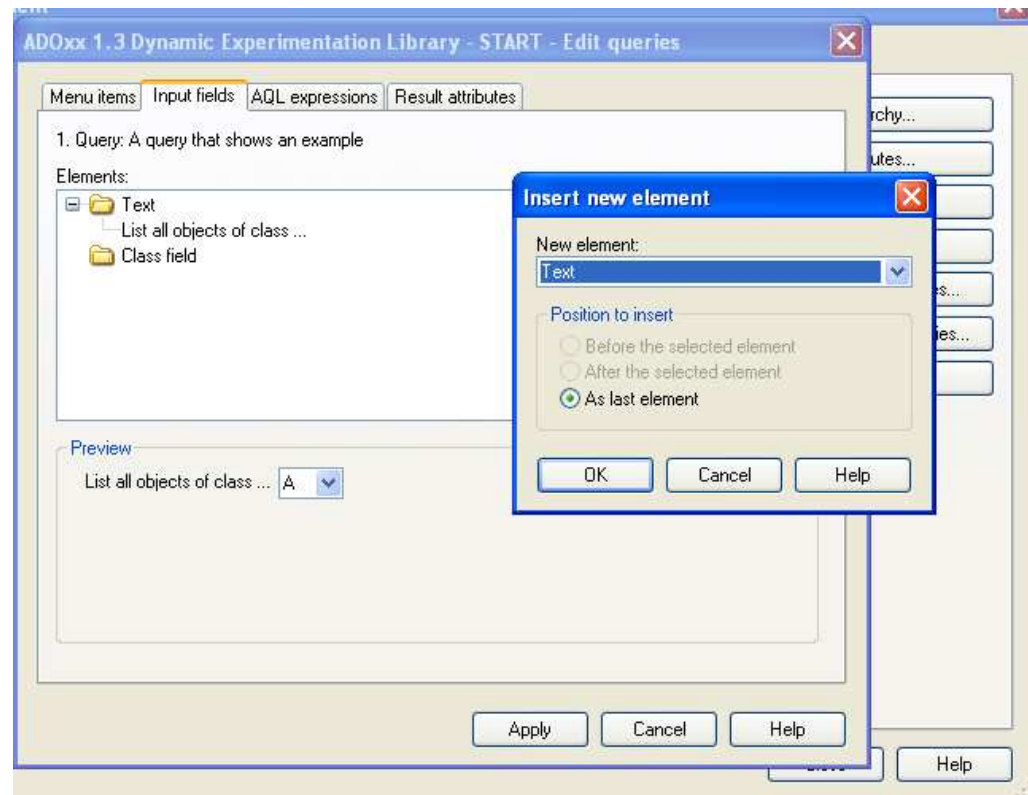 ADOxx 1.3 Dynamic Experimentation Library - START - Edit queries
Menu items Input fields AQL expressions Result attributes
1. Query: A query that shows an example
Elements:
Text
List all objects of class ...
Class field
Preview
List all objects of class ... A
Apply Cancel Help
Insert new element
New element:
Text
Position to insert
Before the selected element
After the selected element
As last element
OK Cancel Help
rchy...
utes...
s...
ies...
Help